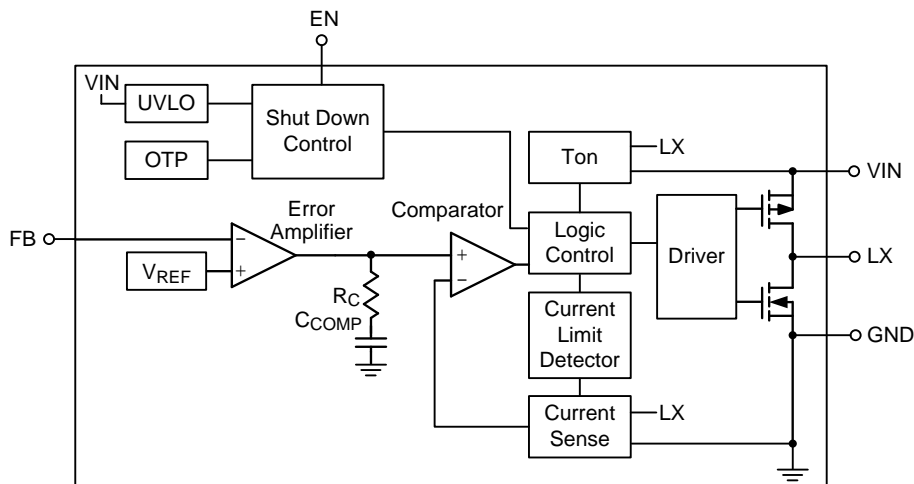 EN
VIN
UVLO
Shut Down
Control
OTP
Ton
LX
VIN
Error
Amplifier
Comparator
FB
−
+
VREF
+
−
Logic
Control
Driver
LX
RC
CCOMP
Current
Limit
Detector
GND
Current
Sense
LX